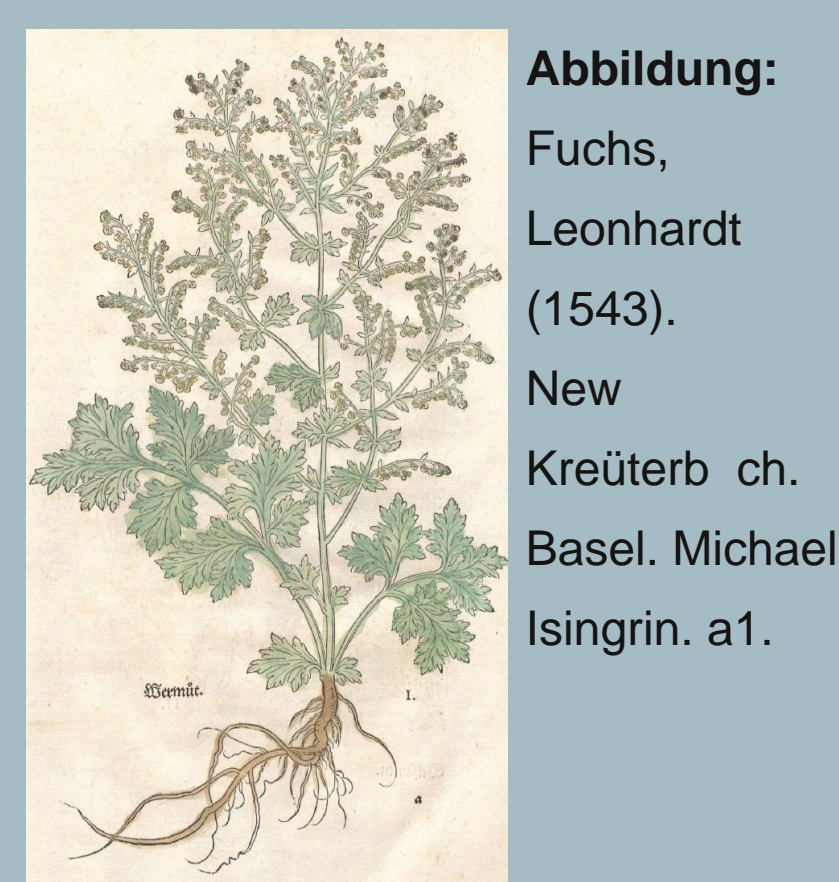 Abbildung:
Fuchs,
Leonhardt
(1543).
New
Kreüterb ch.
Basel. Michael
Isingrin. a1.
Wermůt.
I.
a